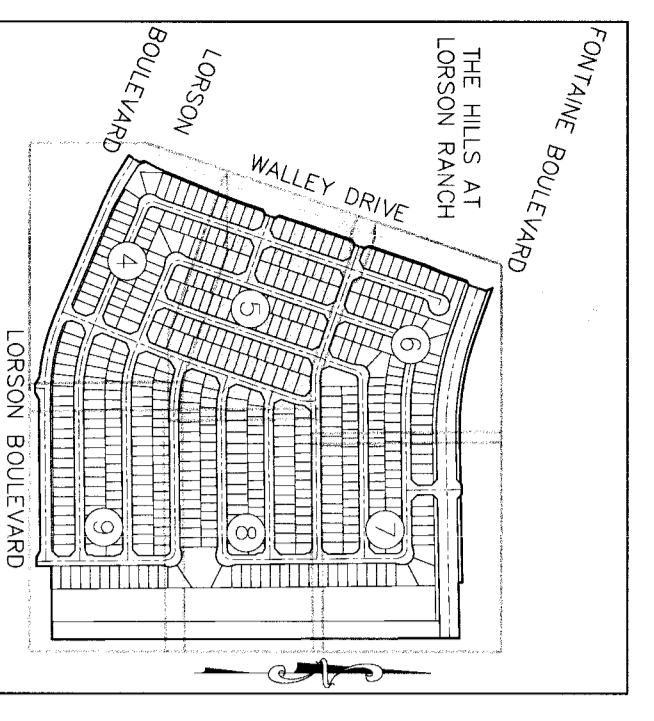 FONTAINE BOULEVARD
THE HILLS AT
LORSON RANCH
WALLEY DRIVE
LORSON
BOULEVARD
4
5
6
7
8
9
LORSON BOULEVARD
N